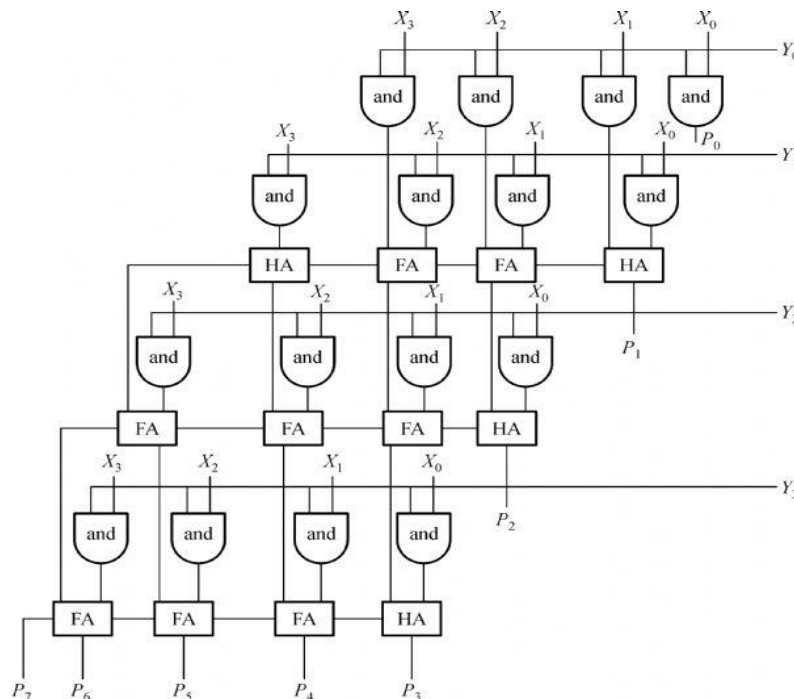 X3 X2 X1 X0
Y0
and and and and
P0
X3 X2 X1 X0
Y
and and and and
HA FA FA HA
X3 X2 X1 X0
Y2
P1
and and and and
FA FA FA HA
X3 X2 X1 X0
Y3
P2
and and and and
FA FA FA HA
P7 P6 P5 P4 P3